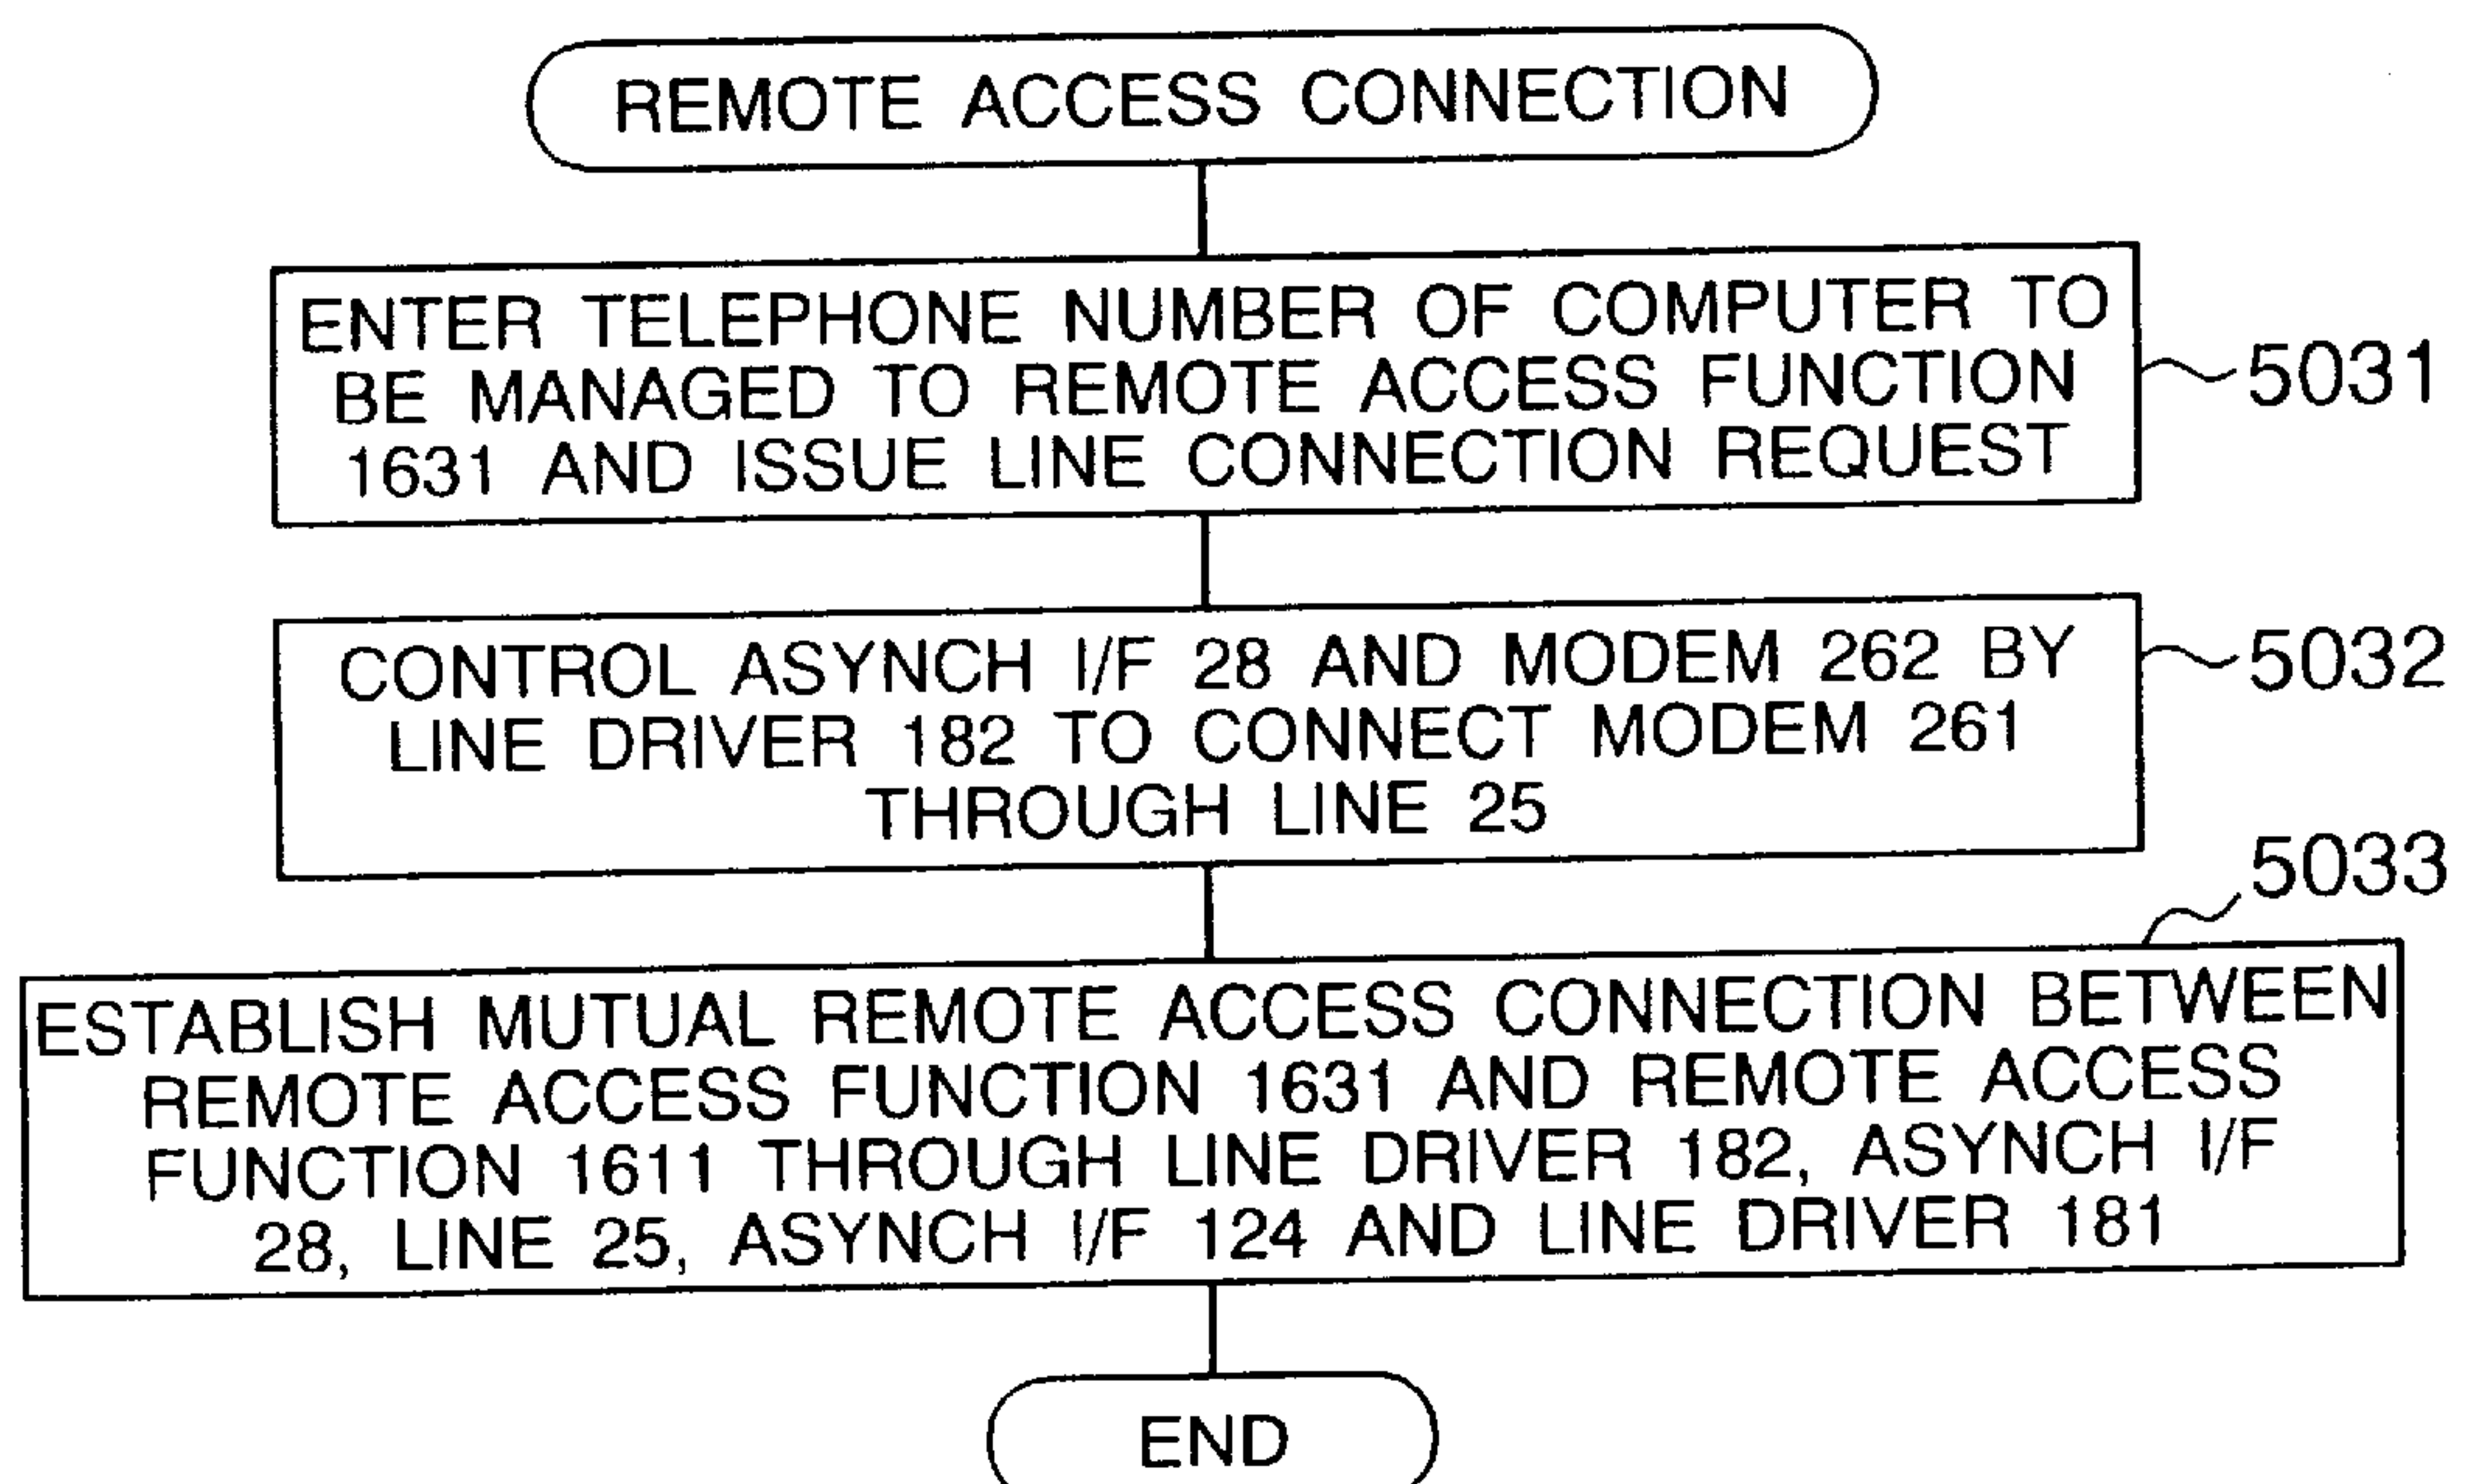 REMOTE ACCESS CONNECTION
ENTER TELEPHONE NUMBER OF COMPUTER TO
BE MANAGED TO REMOTE ACCESS FUNCTION
1631 AND ISSUE LINE CONNECTION REQUEST
5031
CONTROL ASYNCH I/F 28 AND MODEM 262 BY
LINE DRIVER 182 TO CONNECT MODEM 261
THROUGH LINE 25
5032
5033
ESTABLISH MUTUAL REMOTE ACCESS CONNECTION BETWEEN
REMOTE ACCESS FUNCTION 1631 AND REMOTE ACCESS
FUNCTION 1611 THROUGH LINE DRIVER 182, ASYNCH I/F
28, LINE 25, ASYNCH I/F 124 AND LINE DRIVER 181
END